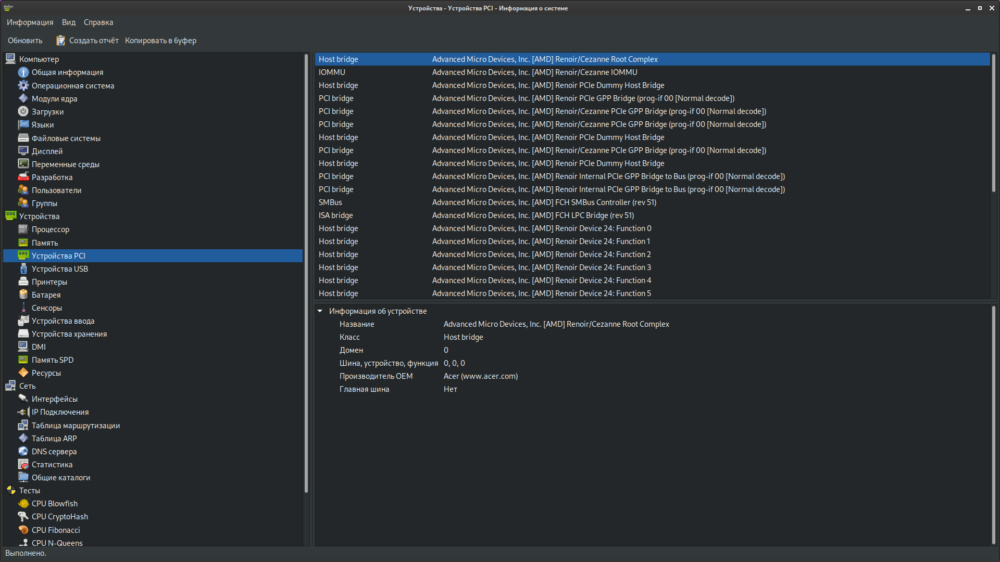 Устройства - Устройства PCI - Информация о системе
Информация Вид Справка
Обновить Создать отчёт Копировать в буфер
Компьютер
Общая информация
Операционная система
Модули ядра
Загрузки
Языки
Файловые системы
Дисплей
Переменные среды
Разработка
Пользователи
Группы
Устройства
Процессор
Память
Устройства PCI
Устройства USB
Принтеры
Батарея
Сенсоры
Устройства ввода
Устройства хранения
DMI
Память SPD
Ресурсы
Сеть
Интерфейсы
IP Подключения
Таблица маршрутизации
Таблица ARP
DNS сервера
Статистика
Общие каталоги
Тесты
CPU Blowfish
CPU CryptoHash
CPU Fibonacci
CPU N-Queens
Host bridge Advanced Micro Devices, Inc. [AMD] Renoir/Cezanne Root Complex
IOMMU Advanced Micro Devices, Inc. [AMD] Renoir/Cezanne IOMMU
Host bridge Advanced Micro Devices, Inc. [AMD] Renoir PCIe Dummy Host Bridge
PCI bridge Advanced Micro Devices, Inc. [AMD] Renoir PCIe GPP Bridge (prog-if 00 [Normal decode])
PCI bridge Advanced Micro Devices, Inc. [AMD] Renoir/Cezanne PCIe GPP Bridge (prog-if 00 [Normal decode])
PCI bridge Advanced Micro Devices, Inc. [AMD] Renoir/Cezanne PCIe GPP Bridge (prog-if 00 [Normal decode])
Host bridge Advanced Micro Devices, Inc. [AMD] Renoir PCIe Dummy Host Bridge
PCI bridge Advanced Micro Devices, Inc. [AMD] Renoir/Cezanne PCIe GPP Bridge (prog-if 00 [Normal decode])
Host bridge Advanced Micro Devices, Inc. [AMD] Renoir PCIe Dummy Host Bridge
PCI bridge Advanced Micro Devices, Inc. [AMD] Renoir Internal PCIe GPP Bridge to Bus (prog-if 00 [Normal decode])
PCI bridge Advanced Micro Devices, Inc. [AMD] Renoir Internal PCIe GPP Bridge to Bus (prog-if 00 [Normal decode])
SMBus Advanced Micro Devices, Inc. [AMD] FCH SMBus Controller (rev 51)
ISA bridge Advanced Micro Devices, Inc. [AMD] FCH LPC Bridge (rev 51)
Host bridge Advanced Micro Devices, Inc. [AMD] Renoir Device 24: Function 0
Host bridge Advanced Micro Devices, Inc. [AMD] Renoir Device 24: Function 1
Host bridge Advanced Micro Devices, Inc. [AMD] Renoir Device 24: Function 2
Host bridge Advanced Micro Devices, Inc. [AMD] Renoir Device 24: Function 3
Host bridge Advanced Micro Devices, Inc. [AMD] Renoir Device 24: Function 4
Host bridge Advanced Micro Devices, Inc. [AMD] Renoir Device 24: Function 5
Информация об устройстве
Название Advanced Micro Devices, Inc. [AMD] Renoir/Cezanne Root Complex
Класс Host bridge
Домен 0
Шина, устройство, функция 0, 0, 0
Производитель OEM Acer (www.acer.com)
Главная шина Нет
Выполнено.